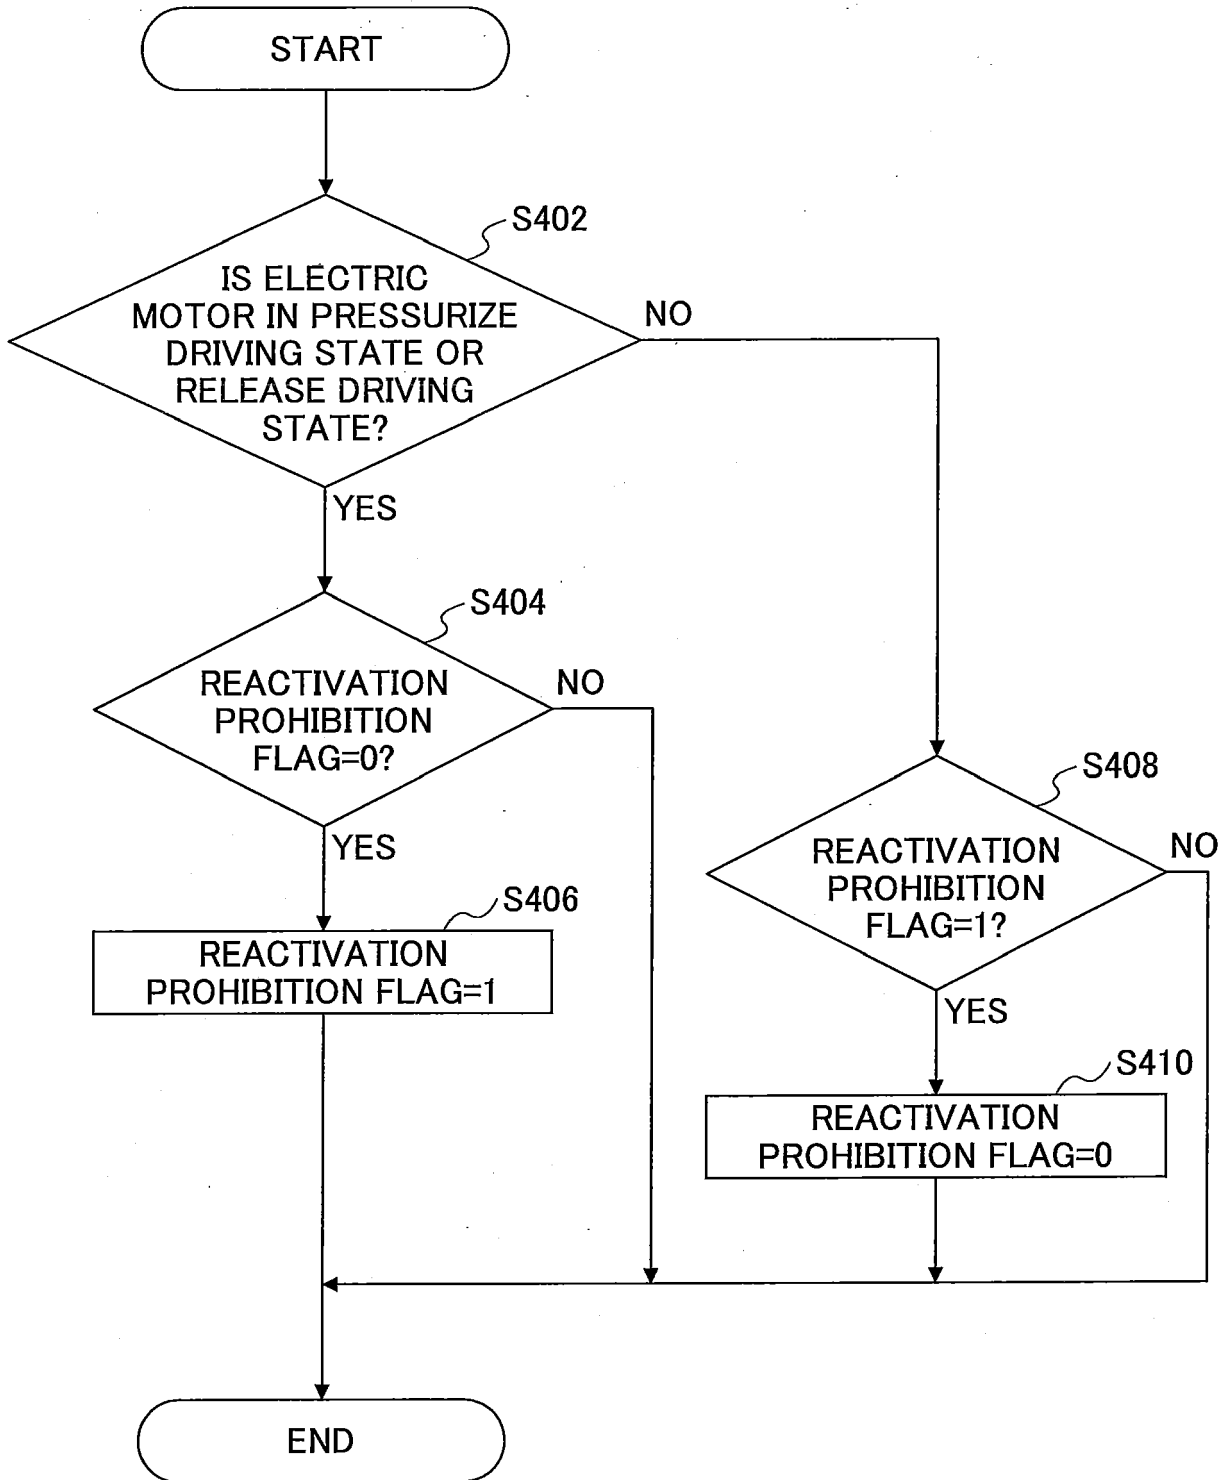 START
S402
IS ELECTRIC
MOTOR IN PRESSURIZE
DRIVING STATE OR
RELEASE DRIVING
STATE?
NO
YES
S404
REACTIVATION
PROHIBITION
FLAG=0?
NO
YES
S406
REACTIVATION
PROHIBITION FLAG=1
S408
REACTIVATION
PROHIBITION
FLAG=1?
NO
YES
S410
REACTIVATION
PROHIBITION FLAG=0
END